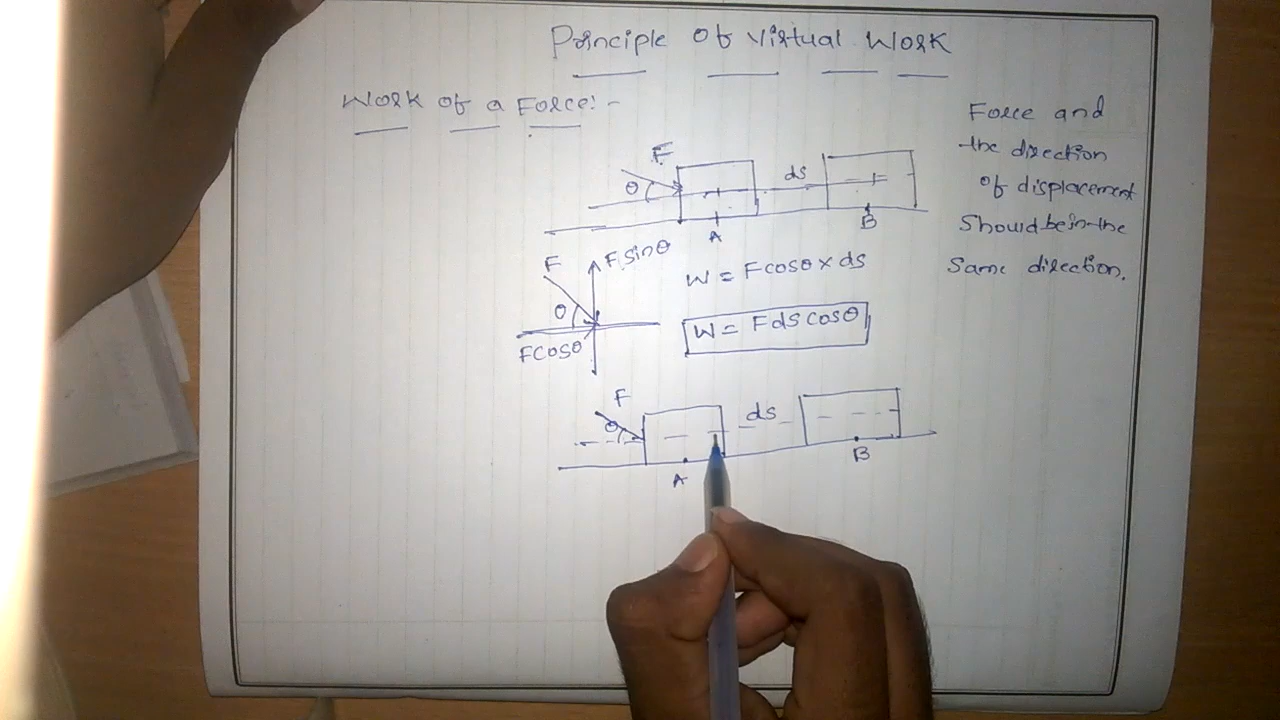 Principle of Virtual Work
Work of a Force:-
Force and
the direction
of displacement
Should be in the
Same direction.
F
θ
ds
A
B
F
F sinθ
θ
F cosθ
W = F cosθ × ds
W = F ds cosθ
F
θ
ds
A
B